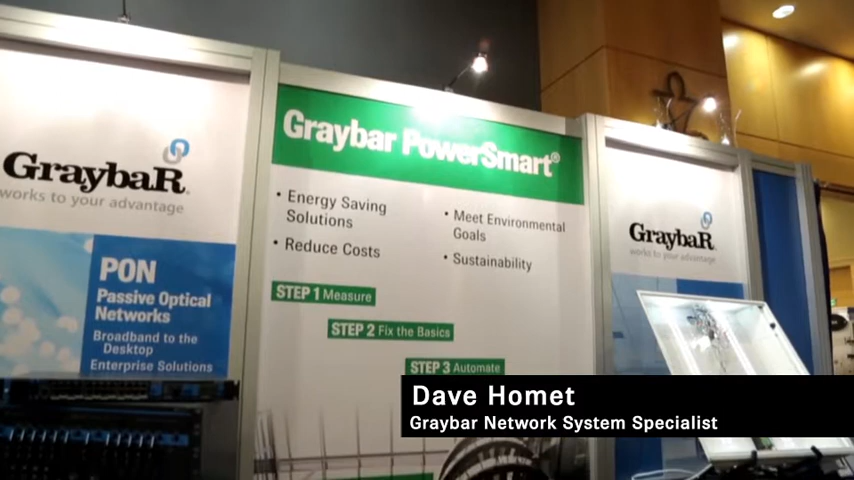 GraybaR
works to your advantage
PON
Passive Optical
Networks
Broadband to the
Desktop
Enterprise Solutions
Graybar PowerSmart®
• Energy Saving
Solutions
• Reduce Costs
• Meet Environmental
Goals
• Sustainability
STEP 1 Measure
STEP 2 Fix the Basics
STEP 3 Automate
GraybaR
works to your advantage
Dave Homet
Graybar Network System Specialist